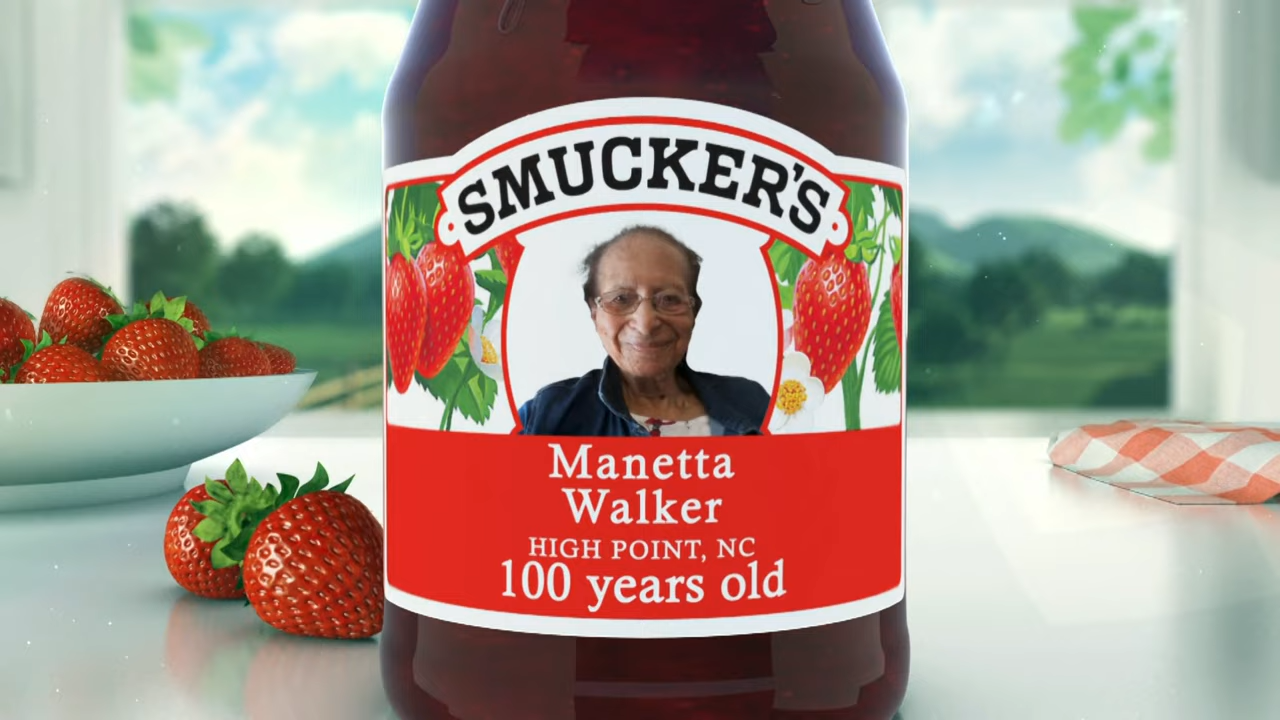 SMUCKER'S
Manetta
Walker
HIGH POINT, NC
100 years old